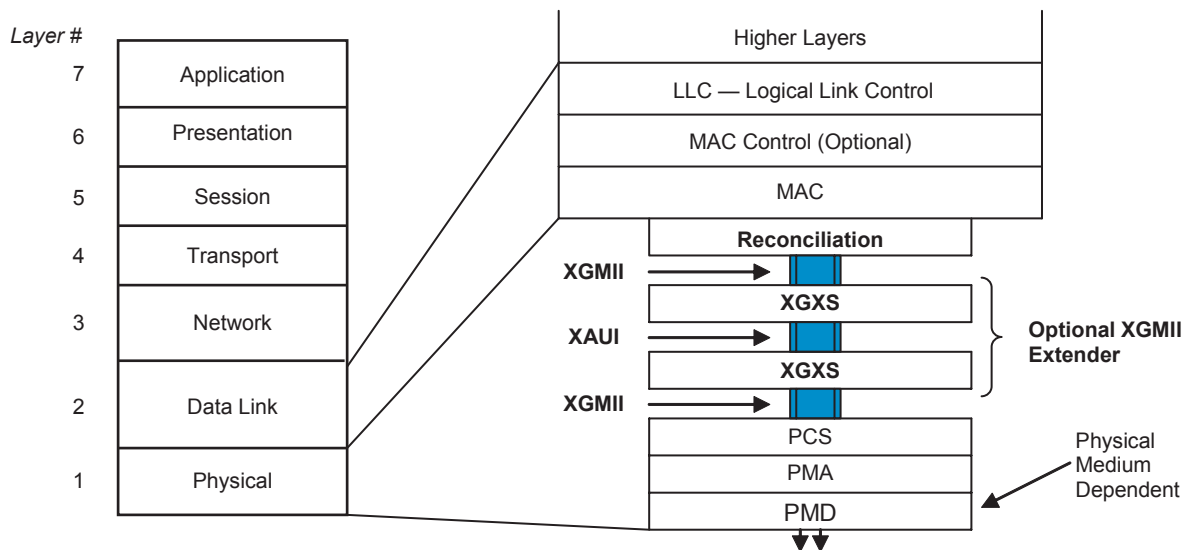 Layer #
7
Application
6
Presentation
5
Session
4
Transport
3
Network
2
Data Link
1
Physical
Higher Layers
LLC — Logical Link Control
MAC Control (Optional)
MAC
Reconciliation
XGMII
XGXS
XAUI
XGXS
XGMII
Optional XGMII
Extender
PCS
PMA
PMD
Physical
Medium
Dependent